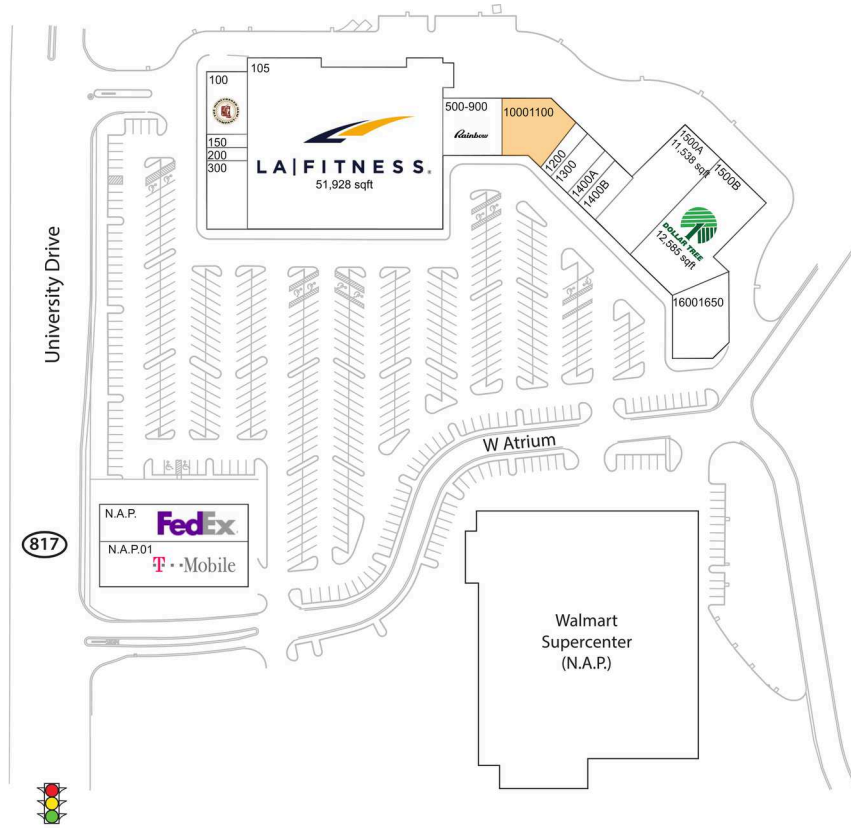 105
100
500-900
10001100
1500A
11,538 sqft
1500B
Rainbow
150
200
300
LA|FITNESS.
51,928 sqft
1200
1300
1400A
1400B
DOLLAR TREE
12,585 sqft
16001650
University Drive
W Atrium
N.A.P.
FedEx
817
N.A.P.01
T··Mobile
Walmart
Supercenter
(N.A.P.)